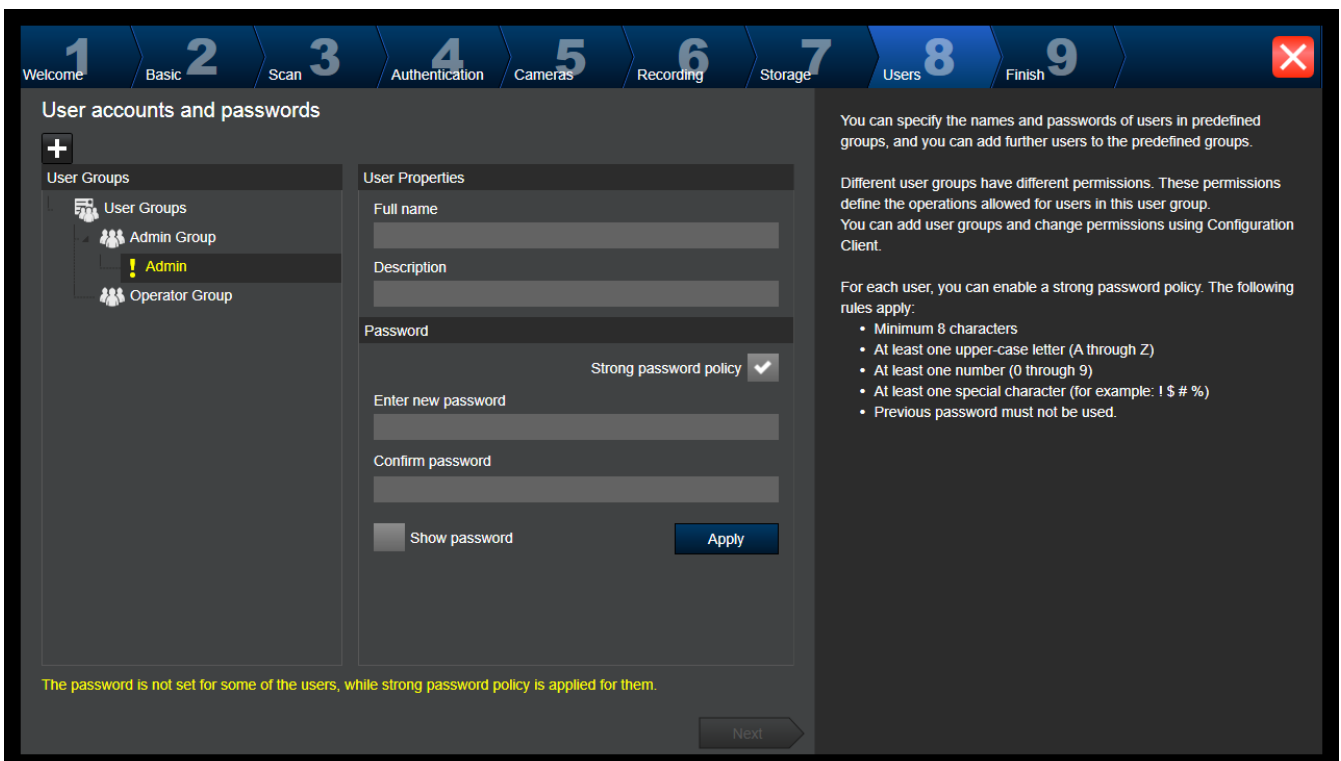 1 Welcome
2 Basic
3 Scan
4 Authentication
5 Cameras
6 Recording
7 Storage
8 Users
9 Finish
User accounts and passwords
User Groups
User Groups
Admin Group
Admin
Operator Group
User Properties
Full name
Description
Password
Strong password policy
Enter new password
Confirm password
Show password
Apply
The password is not set for some of the users, while strong password policy is applied for them.
Next
You can specify the names and passwords of users in predefined
groups, and you can add further users to the predefined groups.
Different user groups have different permissions. These permissions
define the operations allowed for users in this user group.
You can add user groups and change permissions using Configuration
Client.
For each user, you can enable a strong password policy. The following
rules apply:
• Minimum 8 characters
• At least one upper-case letter (A through Z)
• At least one number (0 through 9)
• At least one special character (for example: ! $ # %)
• Previous password must not be used.